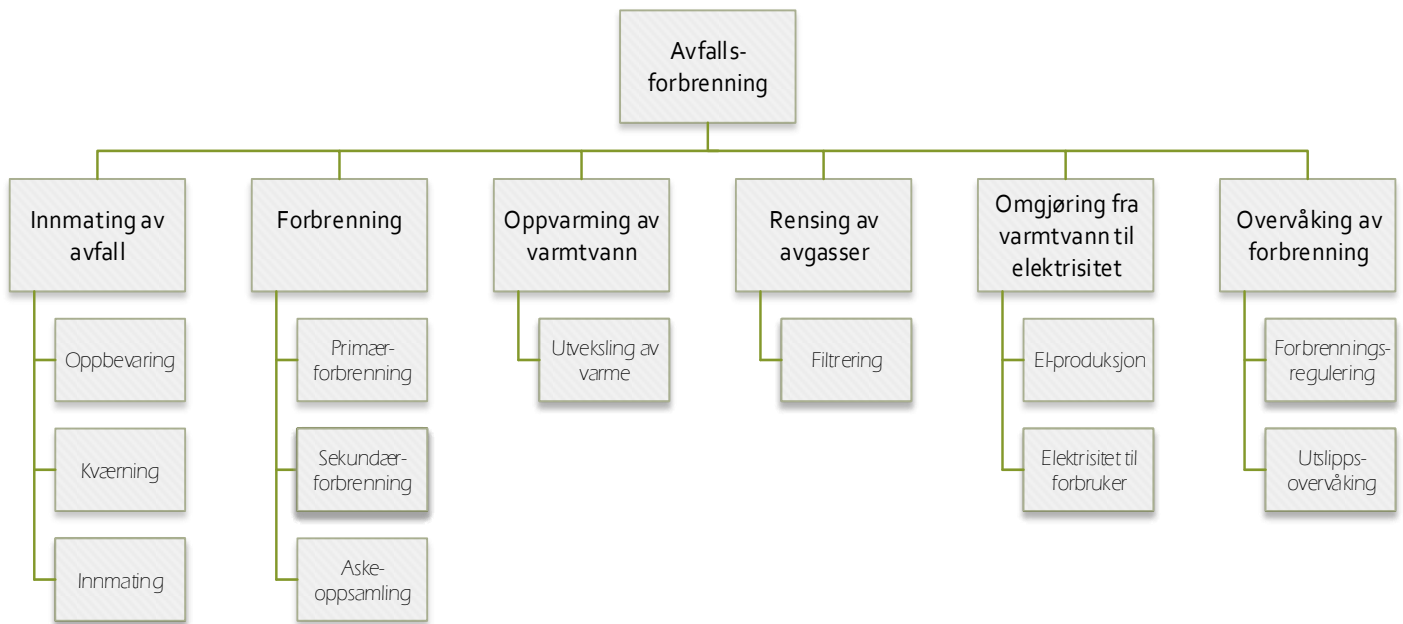 Avfalls-
forbrenning
Innmating av
avfall
Oppbevaring
Kværning
Innmating
Forbrenning
Primær-
forbrenning
Sekundær-
forbrenning
Aske-
oppsamling
Oppvarming av
varmtvann
Utveksling av
varme
Rensing av
avgasser
Filtrering
Omgjøring fra
varmtvann til
elektrisitet
El-produksjon
Elektrisitet til
forbruker
Overvåking av
forbrenning
Forbrennings-
regulering
Utslipps-
overvåking